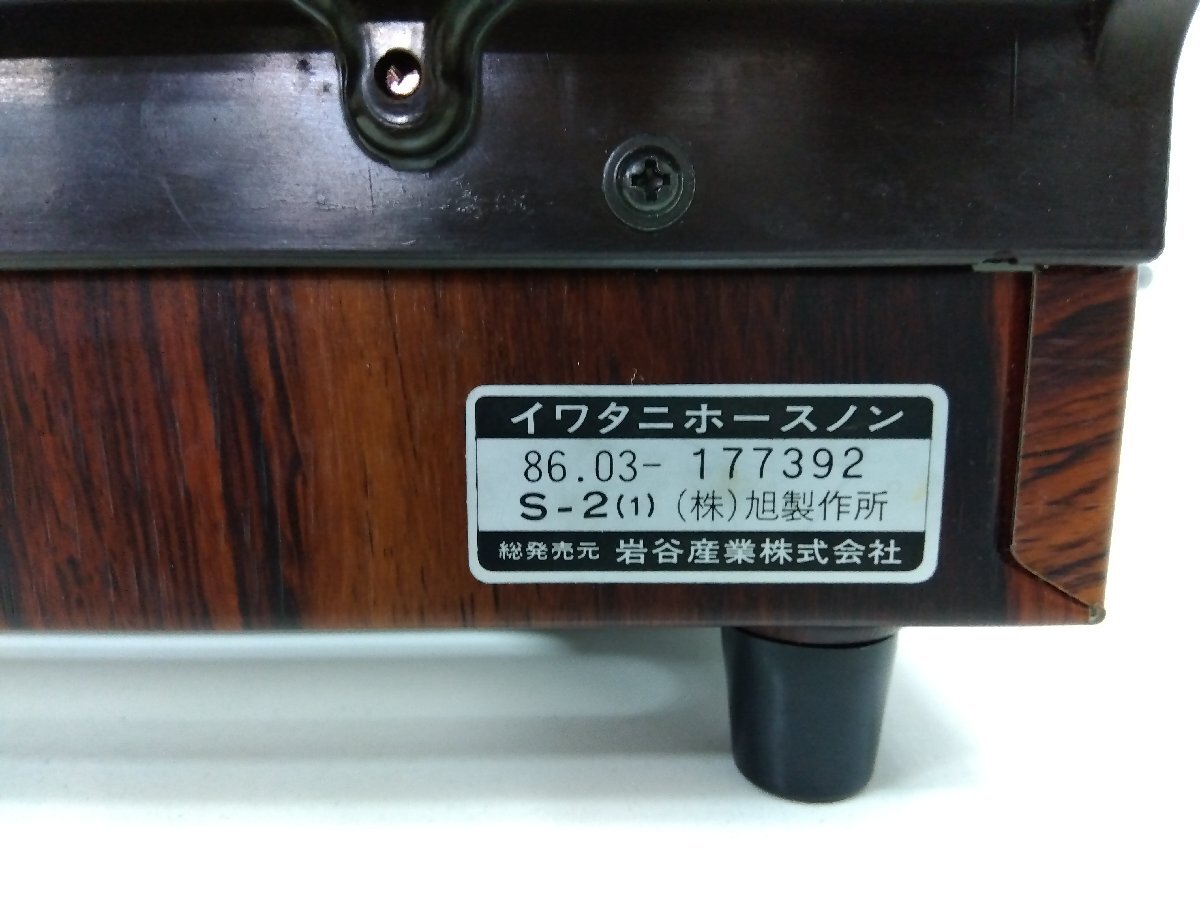 イワタニホースノン
86.03- 177392
S-2(1) (株)旭製作所
総発売元 岩谷産業株式会社